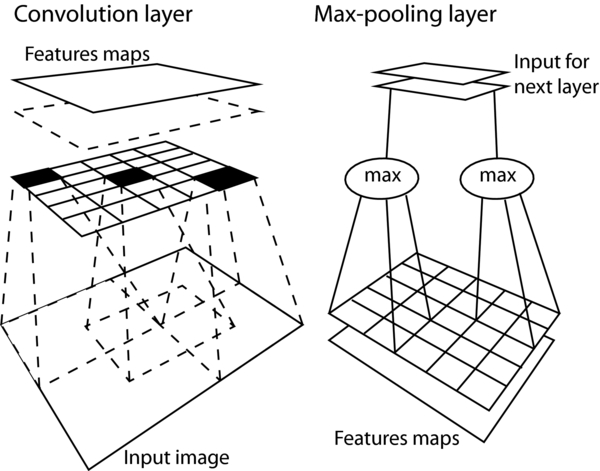 Convolution layer
Max-pooling layer
Features maps
Input for
next layer
max
max
Input image
Features maps